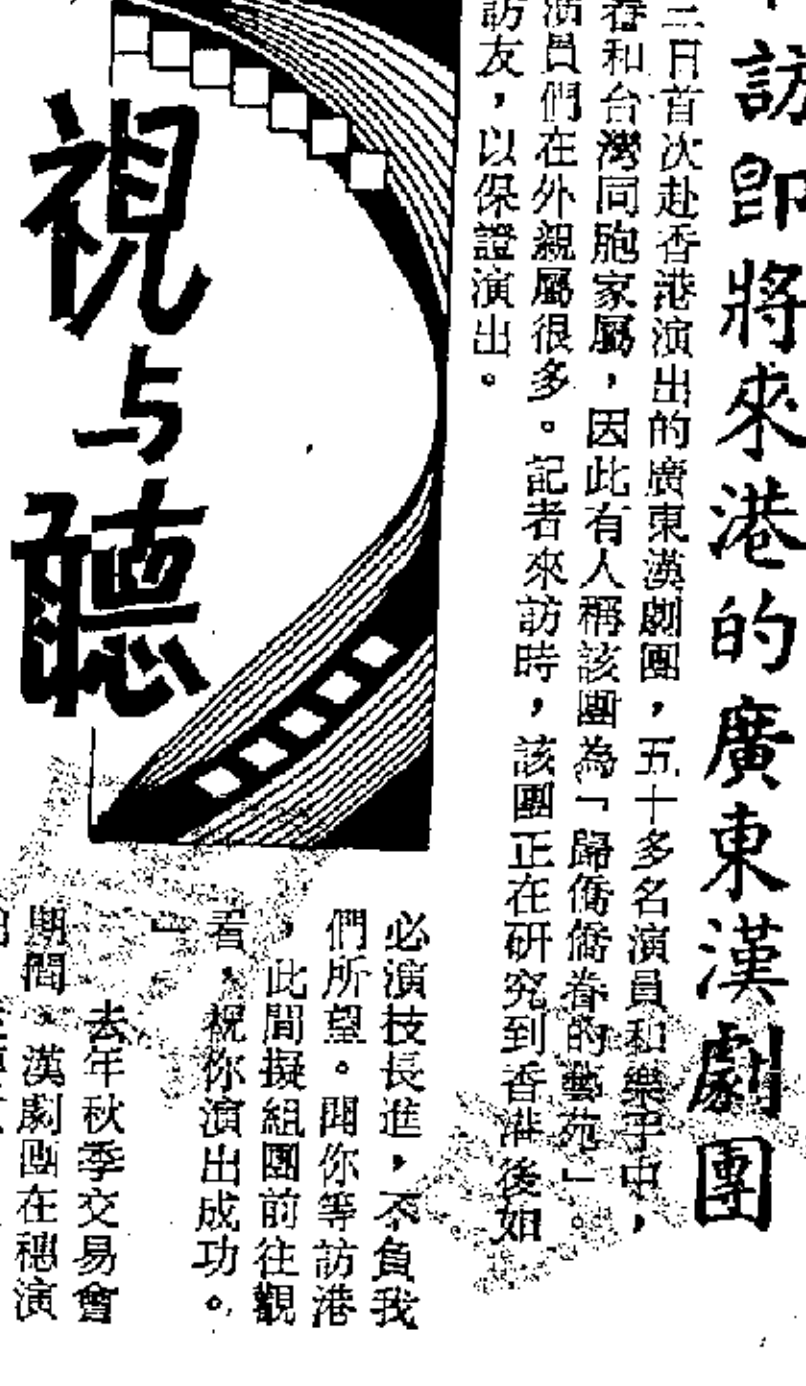 訪即將來港的廣東漢劇團
三日首次赴香港演出的廣東漢劇團，五十多名演員和樂手中，
眷和台灣同胞家屬，因此有人稱該團為「歸僑僑眷的藝苑」。
演員們在外親屬很多。記者來訪時，該團正在研究到香港後如
訪友，以保證演出。
視与聽
必演技長進，不負我
們所望。聞你等訪港
，此間擬組團前往觀
看，祝你演出成功。
」
去年秋季交易會
期間，漢劇團在穗演